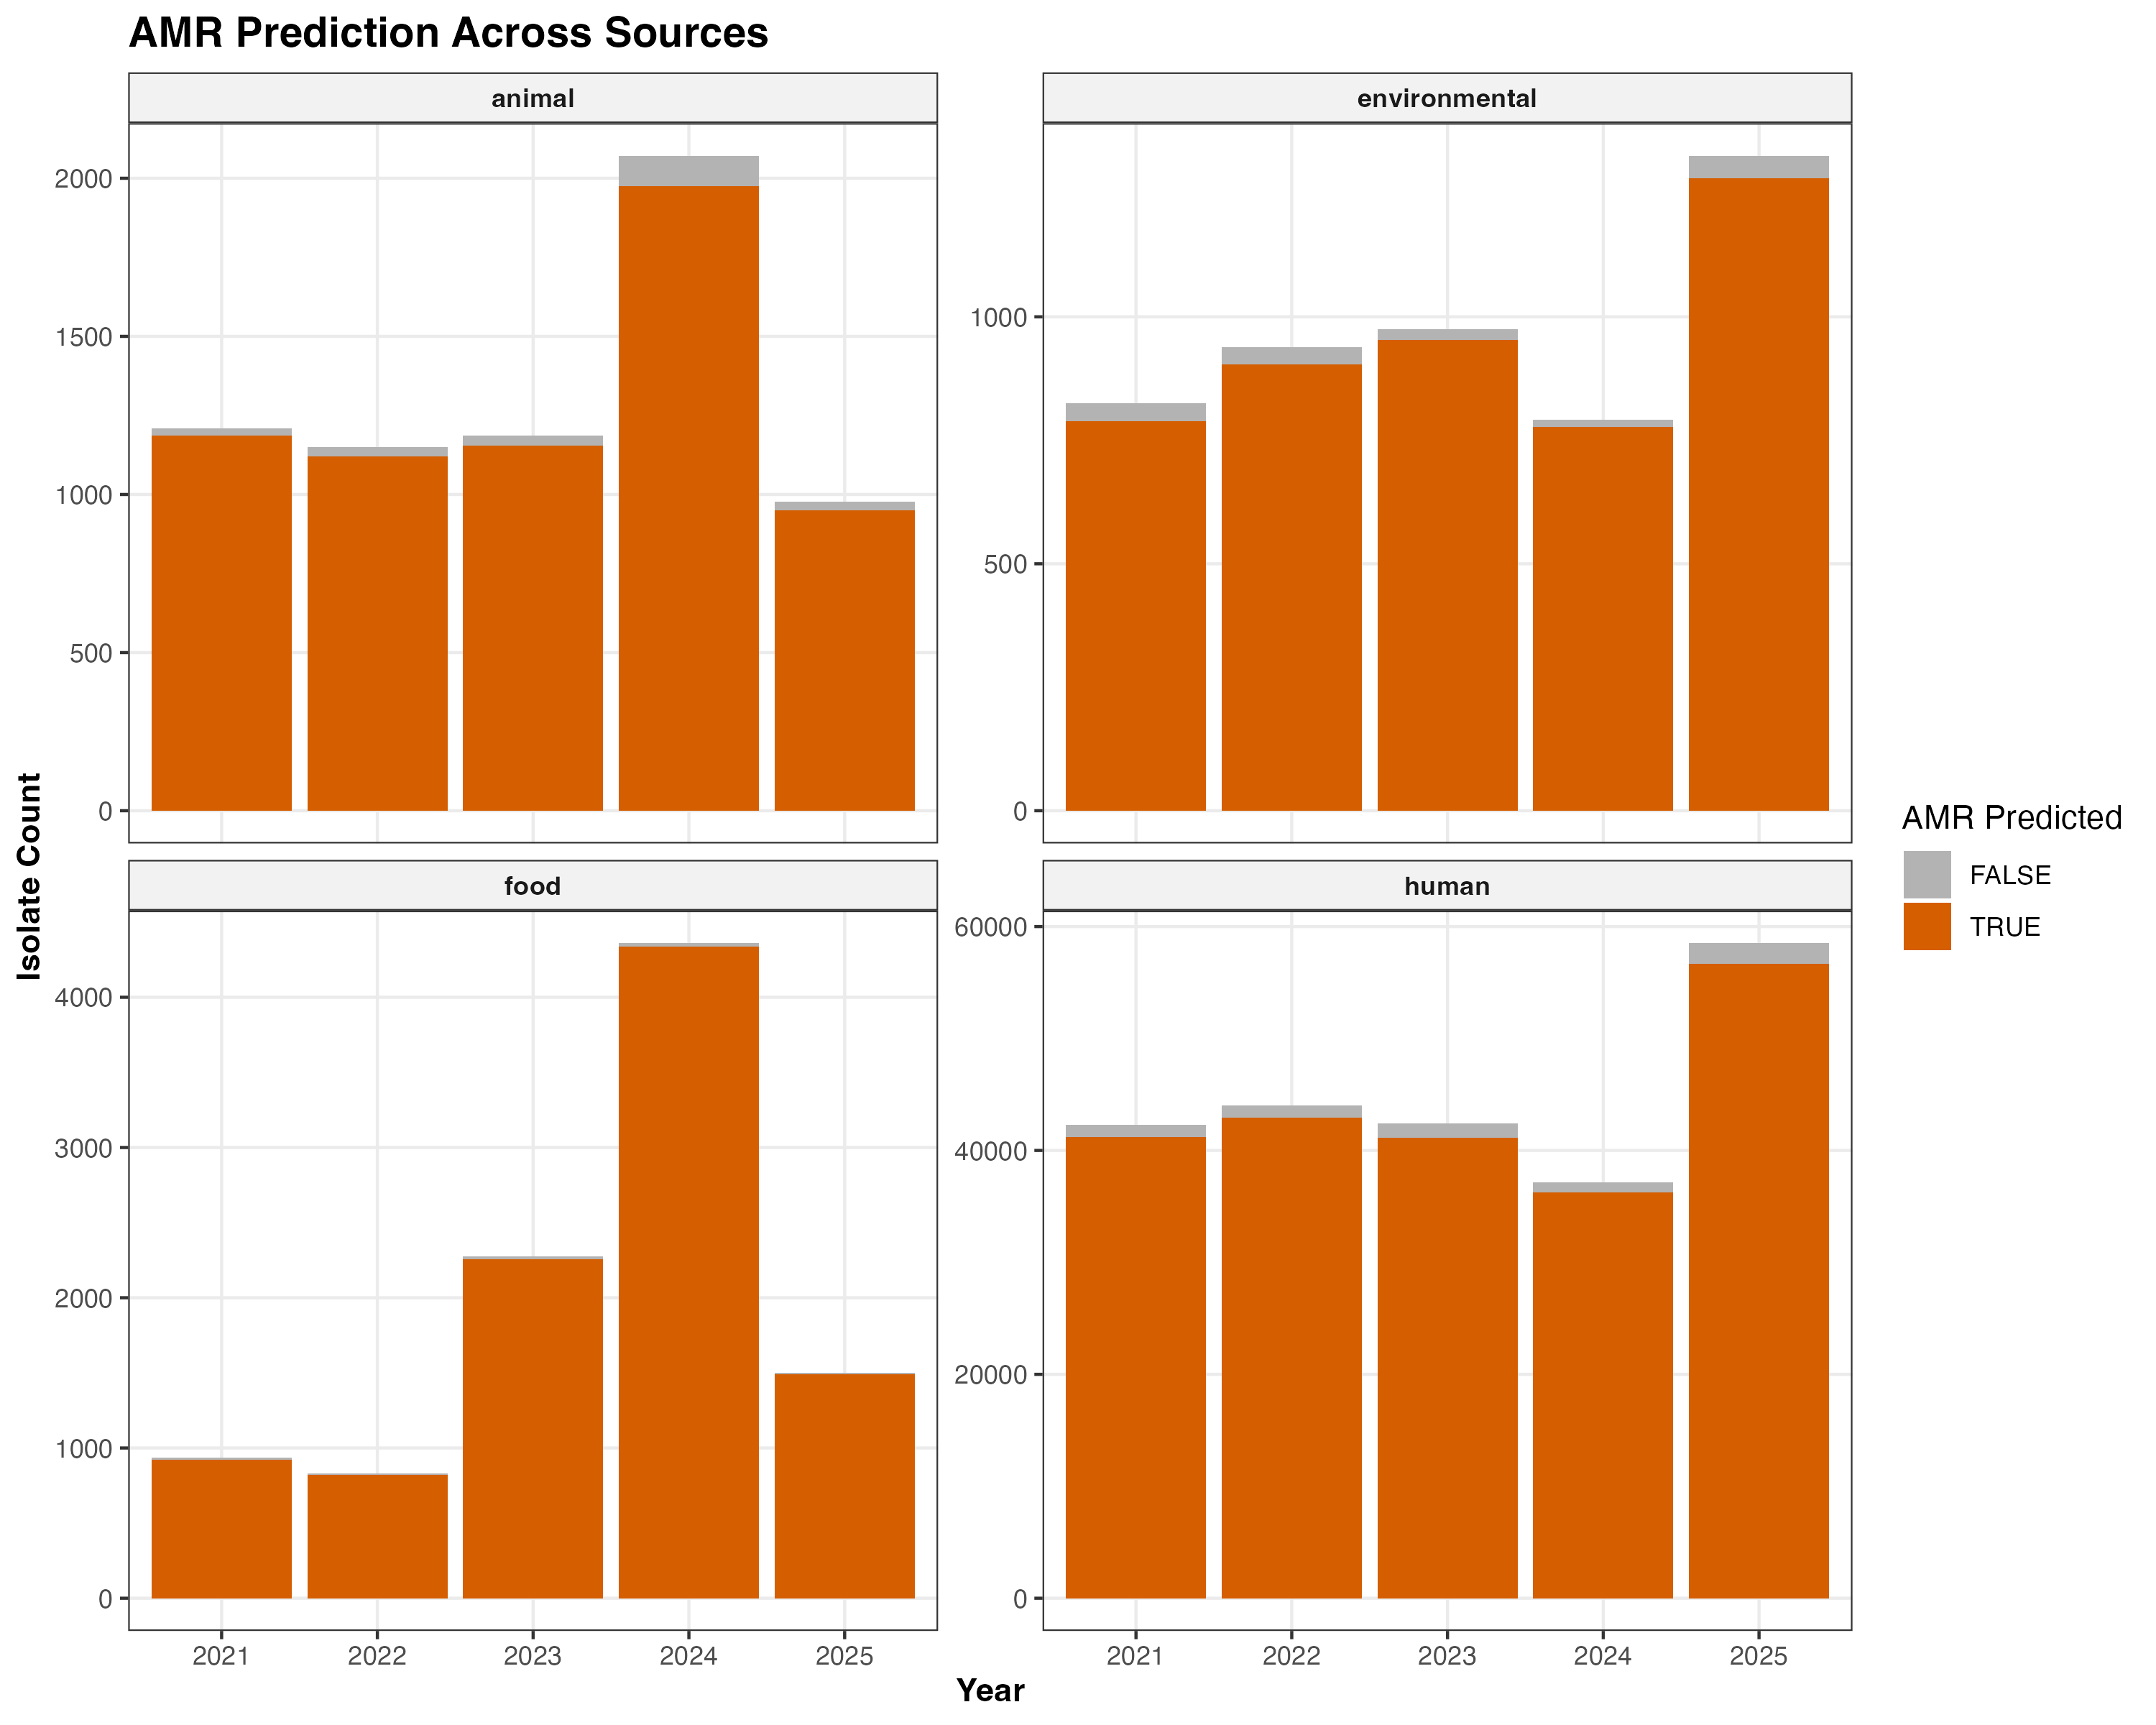 AMR Prediction Across Sources
animal
environmental
2000
1500
1000
500
0
1000
500
0
food
human
4000
3000
2000
1000
0
60000
40000
20000
0
2021 2022 2023 2024 2025
2021 2022 2023 2024 2025
Isolate Count
Year
AMR Predicted
FALSE
TRUE